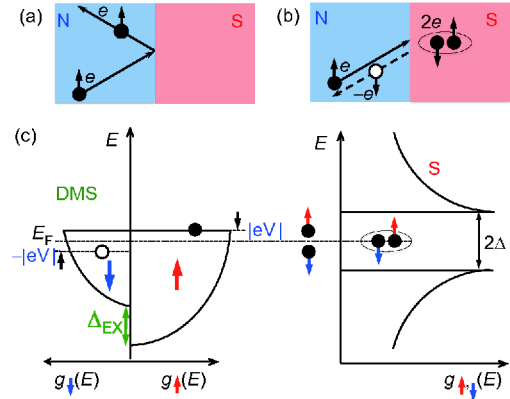 (a)
N
S
e
e
(b)
N
S
2e
e
−e
(c)
E
DMS
E_F
|eV|
−|eV|
Δ_EX
g↓(E)
g↑(E)
E
S
2Δ
g↑,↓(E)